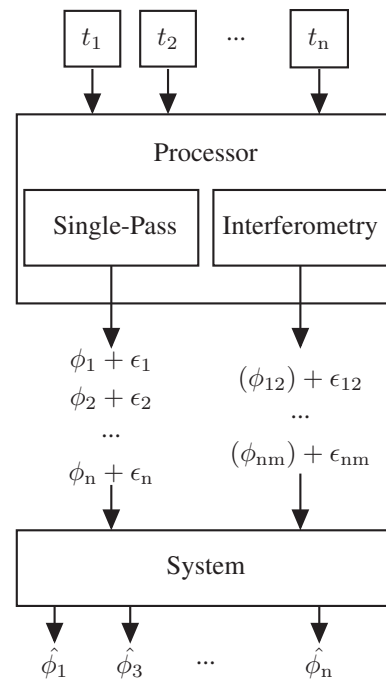 t₁ t₂ ... tₙ
Processor
Single-Pass Interferometry
ϕ₁ + ϵ₁
(ϕ₁₂) + ϵ₁₂
ϕ₂ + ϵ₂
...
...
(ϕₙₘ) + ϵₙₘ
ϕₙ + ϵₙ
System
ϕ̂₁ ϕ̂₃ ... ϕ̂ₙ